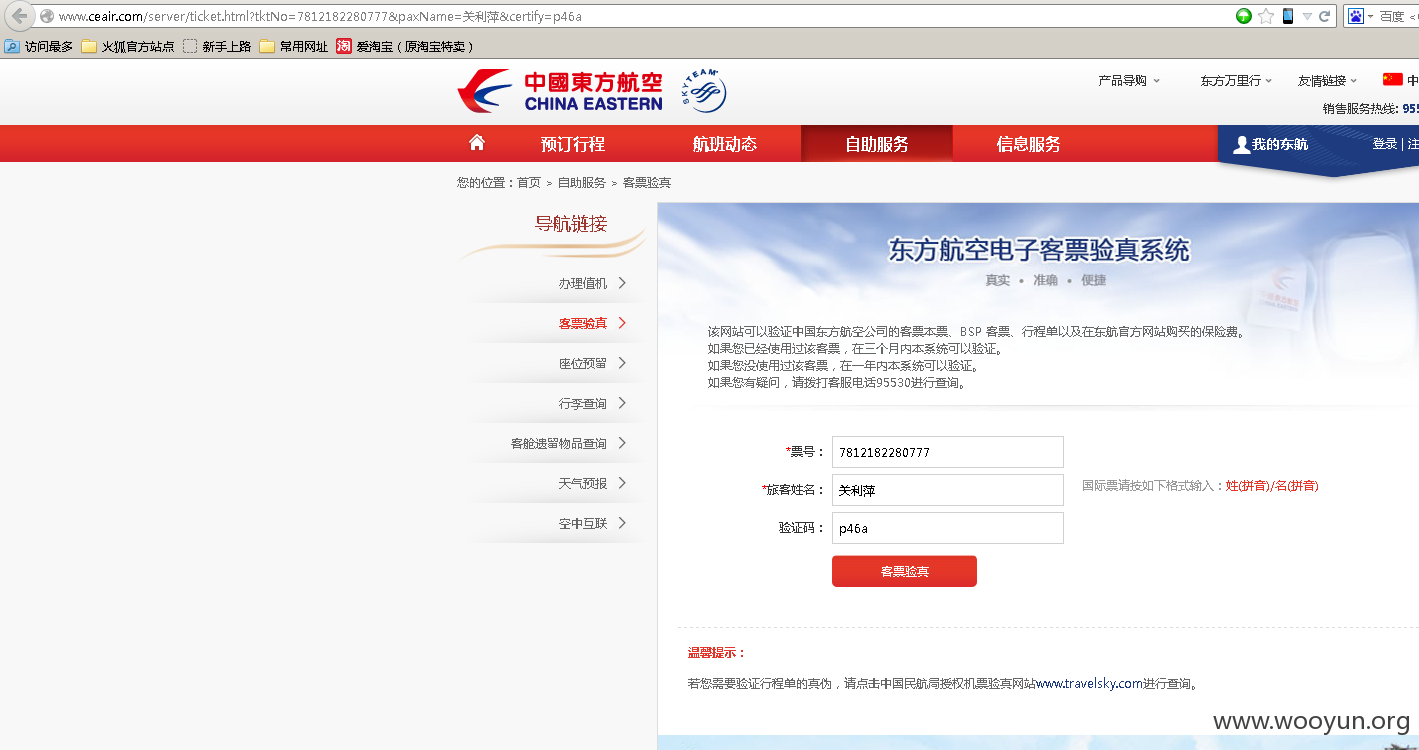 www.ceair.com/server/ticket.html?tktNo=7812182280777&paxName=关利萍&certify=p46a
百度
访问最多 火狐官方站点 新手上路 常用网址 淘 爱淘宝（原淘宝特卖）
中國東方航空
CHINA EASTERN
SKYTEAM
产品导购 东方万里行 友情链接 中
销售服务热线: 955
预订行程 航班动态 自助服务 信息服务 我的东航 登录 | 注
您的位置：首页 > 自助服务 > 客票验真
导航链接
办理值机
客票验真
座位预留
行李查询
客舱遗留物品查询
天气预报
空中互联
东方航空电子客票验真系统
真实 • 准确 • 便捷
该网站可以验证中国东方航空公司的客票本票、BSP 客票、行程单以及在东航官方网站购买的保险费。
如果您已经使用过该客票，在三个月内本系统可以验证。
如果您没使用过该客票，在一年内本系统可以验证。
如果您有疑问，请拨打客服电话95530进行查询。
*票号： 7812182280777
*旅客姓名： 关利萍 国际票请按如下格式输入：姓(拼音)/名(拼音)
验证码： p46a
客票验真
温馨提示：
若您需要验证行程单的真伪，请点击中国民航局授权机票验真网站www.travelsky.com进行查询。
www.wooyun.org